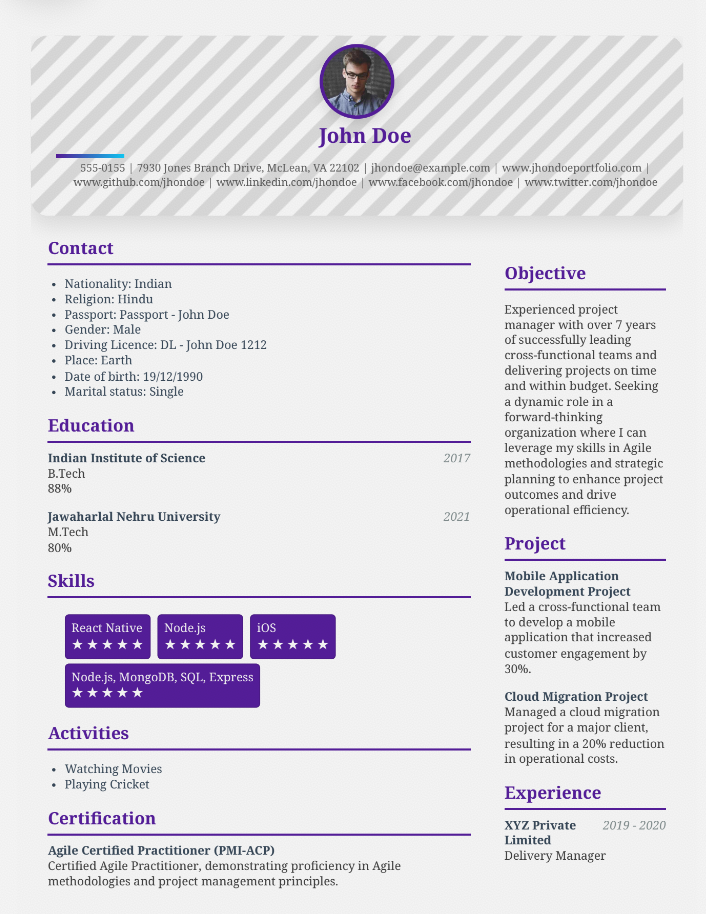 John Doe
555-0155 | 7930 Jones Branch Drive, McLean, VA 22102 | jhondoe@example.com | www.jhondoeportfolio.com |
www.github.com/jhondoe | www.linkedin.com/jhondoe | www.facebook.com/jhondoe | www.twitter.com/jhondoe
Contact
• Nationality: Indian
• Religion: Hindu
• Passport: Passport - John Doe
• Gender: Male
• Driving Licence: DL - John Doe 1212
• Place: Earth
• Date of birth: 19/12/1990
• Marital status: Single
Education
Indian Institute of Science 2017
B.Tech
88%
Jawaharlal Nehru University 2021
M.Tech
80%
Skills
React Native Node.js iOS
★★★★★ ★★★★★ ★★★★★
Node.js, MongoDB, SQL, Express
★★★★★
Activities
• Watching Movies
• Playing Cricket
Certification
Agile Certified Practitioner (PMI-ACP)
Certified Agile Practitioner, demonstrating proficiency in Agile
methodologies and project management principles.
Objective
Experienced project
manager with over 7 years
of successfully leading
cross-functional teams and
delivering projects on time
and within budget. Seeking
a dynamic role in a
forward-thinking
organization where I can
leverage my skills in Agile
methodologies and strategic
planning to enhance project
outcomes and drive
operational efficiency.
Project
Mobile Application
Development Project
Led a cross-functional team
to develop a mobile
application that increased
customer engagement by
30%.
Cloud Migration Project
Managed a cloud migration
project for a major client,
resulting in a 20% reduction
in operational costs.
Experience
XYZ Private 2019 - 2020
Limited
Delivery Manager